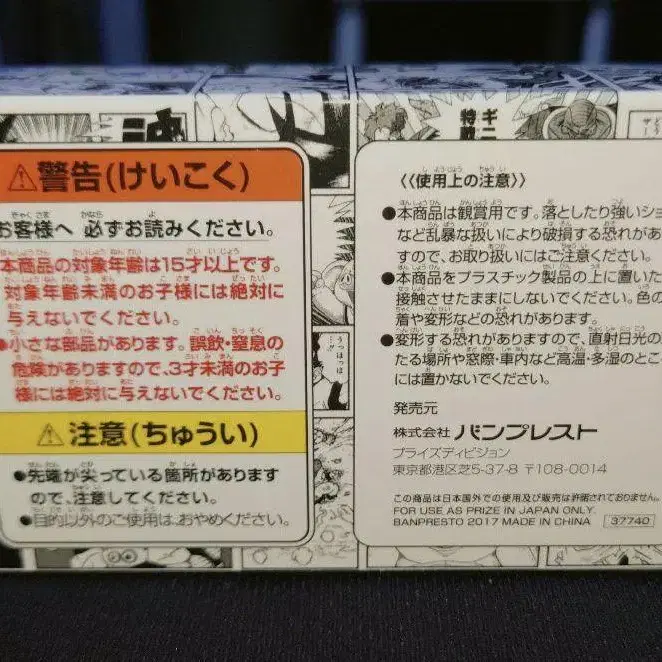 ギニ
特戦
⚠警告(けいこく)
お客様へ 必ずお読みください。
本商品の対象年齢は15才以上です。
対象年齢未満のお子様には絶対に
与えないでください。
●小さな部品があります。誤飲・窒息の
危険がありますので、3才未満のお子
様には絶対に与えないでください。
⚠注意(ちゅうい)
●先端が尖っている箇所があります
ので、注意してください。
●目的以外のご使用は、おやめください。
《使用上の注意》
●本商品は観賞用です。落としたり強いショ
など乱暴な扱いにより破損する恐れがあ
すので、お取り扱いにはご注意ください。
●本商品をプラスチック製品の上に置いた
接触させたままにしないでください。色の
着や変形などの恐れがあります。
●変形する恐れがありますので、直射日光の
たる場所や窓際・車内など高温・多湿のとこ
には置かないでください。
発売元
株式会社 バンプレスト
プライズディビジョン
東京都港区芝5-37-8 〒108-0014
この商品は日本国外での使用及び販売は許諾されておりません。
FOR USE AS PRIZE IN JAPAN ONLY.
BANPRESTO 2017 MADE IN CHINA 37740